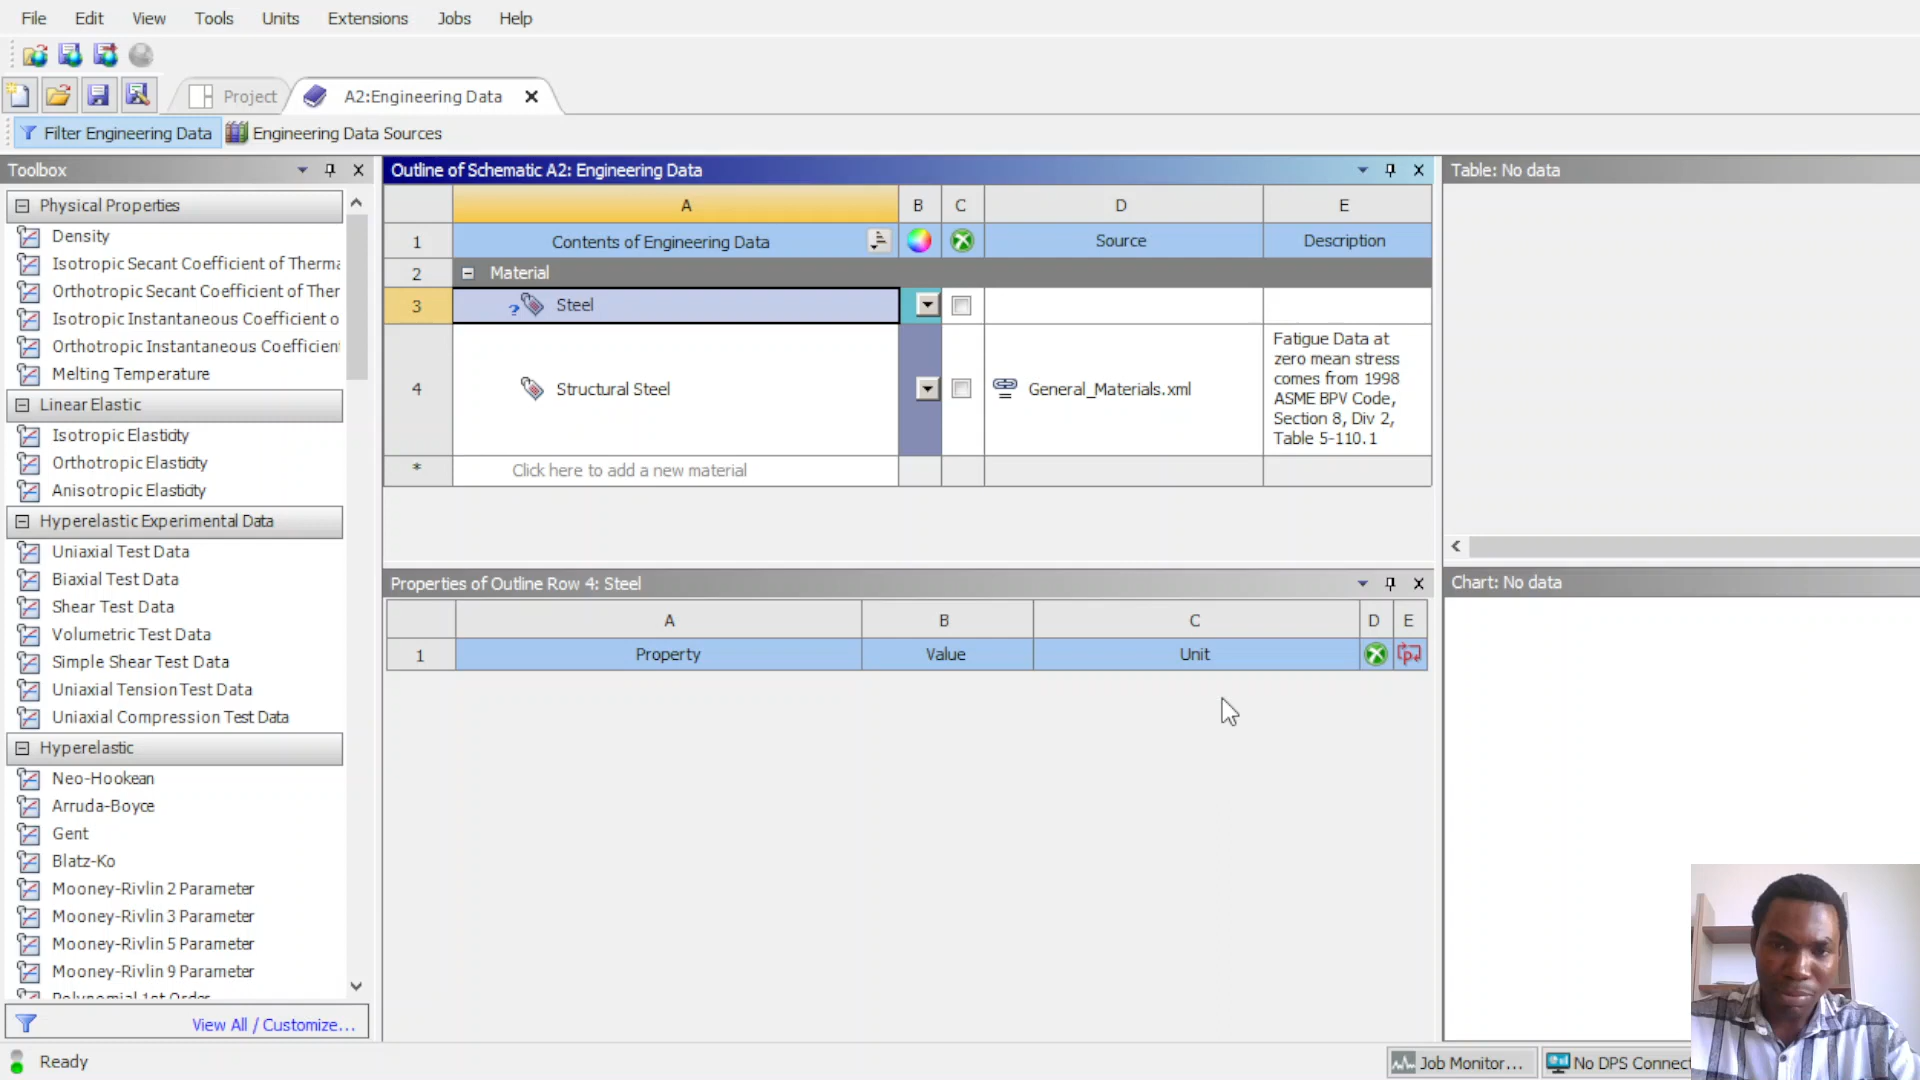 File Edit View Tools Units Extensions Jobs Help
Project A2:Engineering Data
Filter Engineering Data Engineering Data Sources
Toolbox
Physical Properties
Density
Isotropic Secant Coefficient of Therma
Orthotropic Secant Coefficient of Ther
Isotropic Instantaneous Coefficient o
Orthotropic Instantaneous Coefficient
Melting Temperature
Linear Elastic
Isotropic Elasticity
Orthotropic Elasticity
Anisotropic Elasticity
Hyperelastic Experimental Data
Uniaxial Test Data
Biaxial Test Data
Shear Test Data
Volumetric Test Data
Simple Shear Test Data
Uniaxial Tension Test Data
Uniaxial Compression Test Data
Hyperelastic
Neo-Hookean
Arruda-Boyce
Gent
Blatz-Ko
Mooney-Rivlin 2 Parameter
Mooney-Rivlin 3 Parameter
Mooney-Rivlin 5 Parameter
Mooney-Rivlin 9 Parameter
Polynomial 1st Order
View All / Customize...
Outline of Schematic A2: Engineering Data
A B C D E
1 Contents of Engineering Data Source Description
2 Material
3 ? Steel
4 Structural Steel General_Materials.xml
Fatigue Data at
zero mean stress
comes from 1998
ASME BPV Code,
Section 8, Div 2,
Table 5-110.1
* Click here to add a new material
Properties of Outline Row 4: Steel
A B C D E
1 Property Value Unit
Table: No data
Chart: No data
Ready
Job Monitor... No DPS Connect